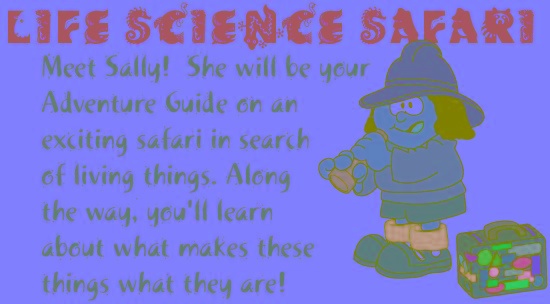 LIFE SCIENCE SAFARI
Meet Sally! She will be your
Adventure Guide on an
exciting safari in search
of living things. Along
the way, you'll learn
about what makes these
things what they are!